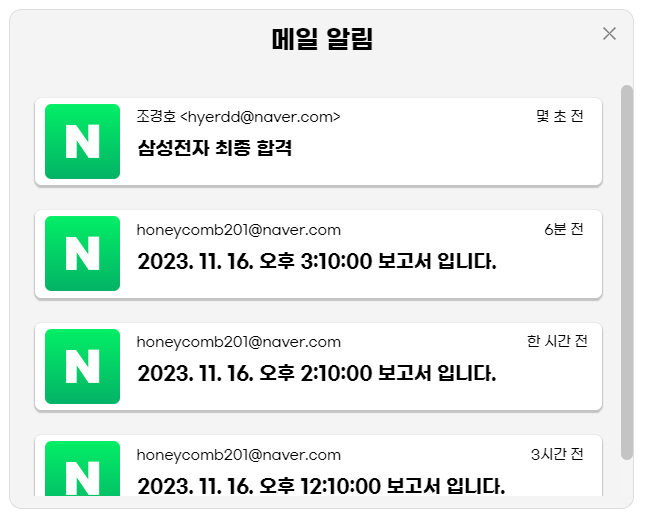 메일 알림
N
조경호 <hyerdd@naver.com>
몇 초 전
삼성전자 최종 합격
N
honeycomb201@naver.com
6분 전
2023. 11. 16. 오후 3:10:00 보고서 입니다.
N
honeycomb201@naver.com
한 시간 전
2023. 11. 16. 오후 2:10:00 보고서 입니다.
N
honeycomb201@naver.com
3시간 전
2023. 11. 16. 오후 12:10:00 보고서 입니다.